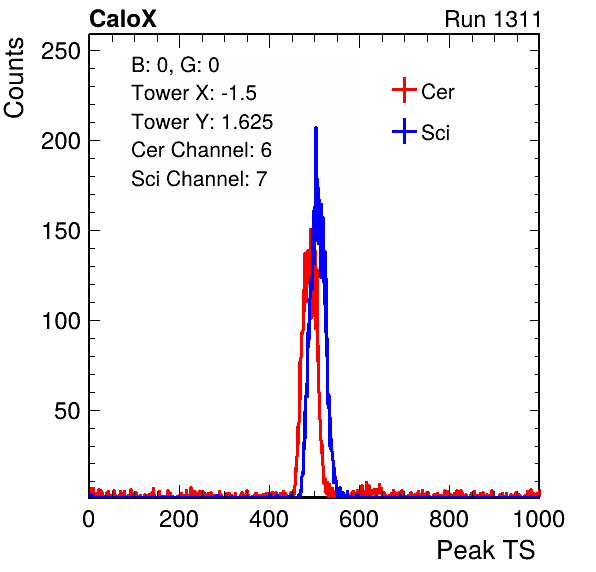 CaloX Run 1311
Counts
250
200
150
100
50
B: 0, G: 0
Tower X: -1.5
Tower Y: 1.625
Cer Channel: 6
Sci Channel: 7
Cer
Sci
0 200 400 600 800 1000
Peak TS